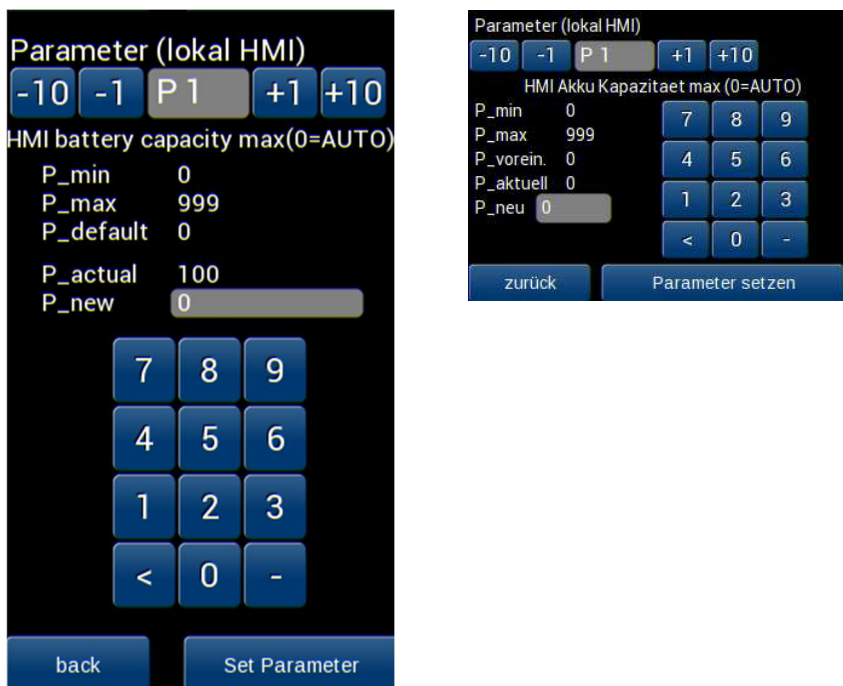 Parameter (lokal HMI)
-10 -1 P 1 +1 +10
HMI battery capacity max(0=AUTO)
P_min 0
P_max 999
P_default 0
P_actual 100
P_new 0
7 8 9
4 5 6
1 2 3
< 0 -
back Set Parameter
Parameter (lokal HMI)
-10 -1 P 1 +1 +10
HMI Akku Kapazitaet max (0=AUTO)
P_min 0
P_max 999
P_vorein. 0
P_aktuell 0
P_neu 0
7 8 9
4 5 6
1 2 3
< 0 -
zurück Parameter setzen